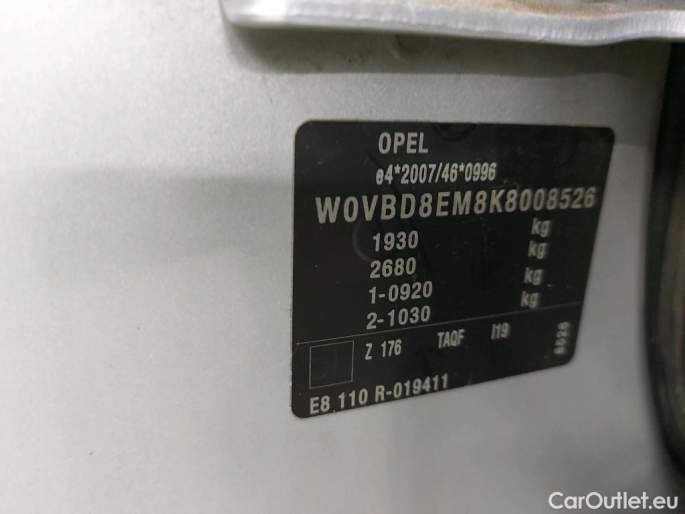 OPEL
e4*2007/46*0996
W0VBD8EM8K8008526
1930 kg
2680 kg
1-0920 kg
2-1030 kg
Z 176 TAQF I19 8526
E8 110 R-019411
CarOutlet.eu